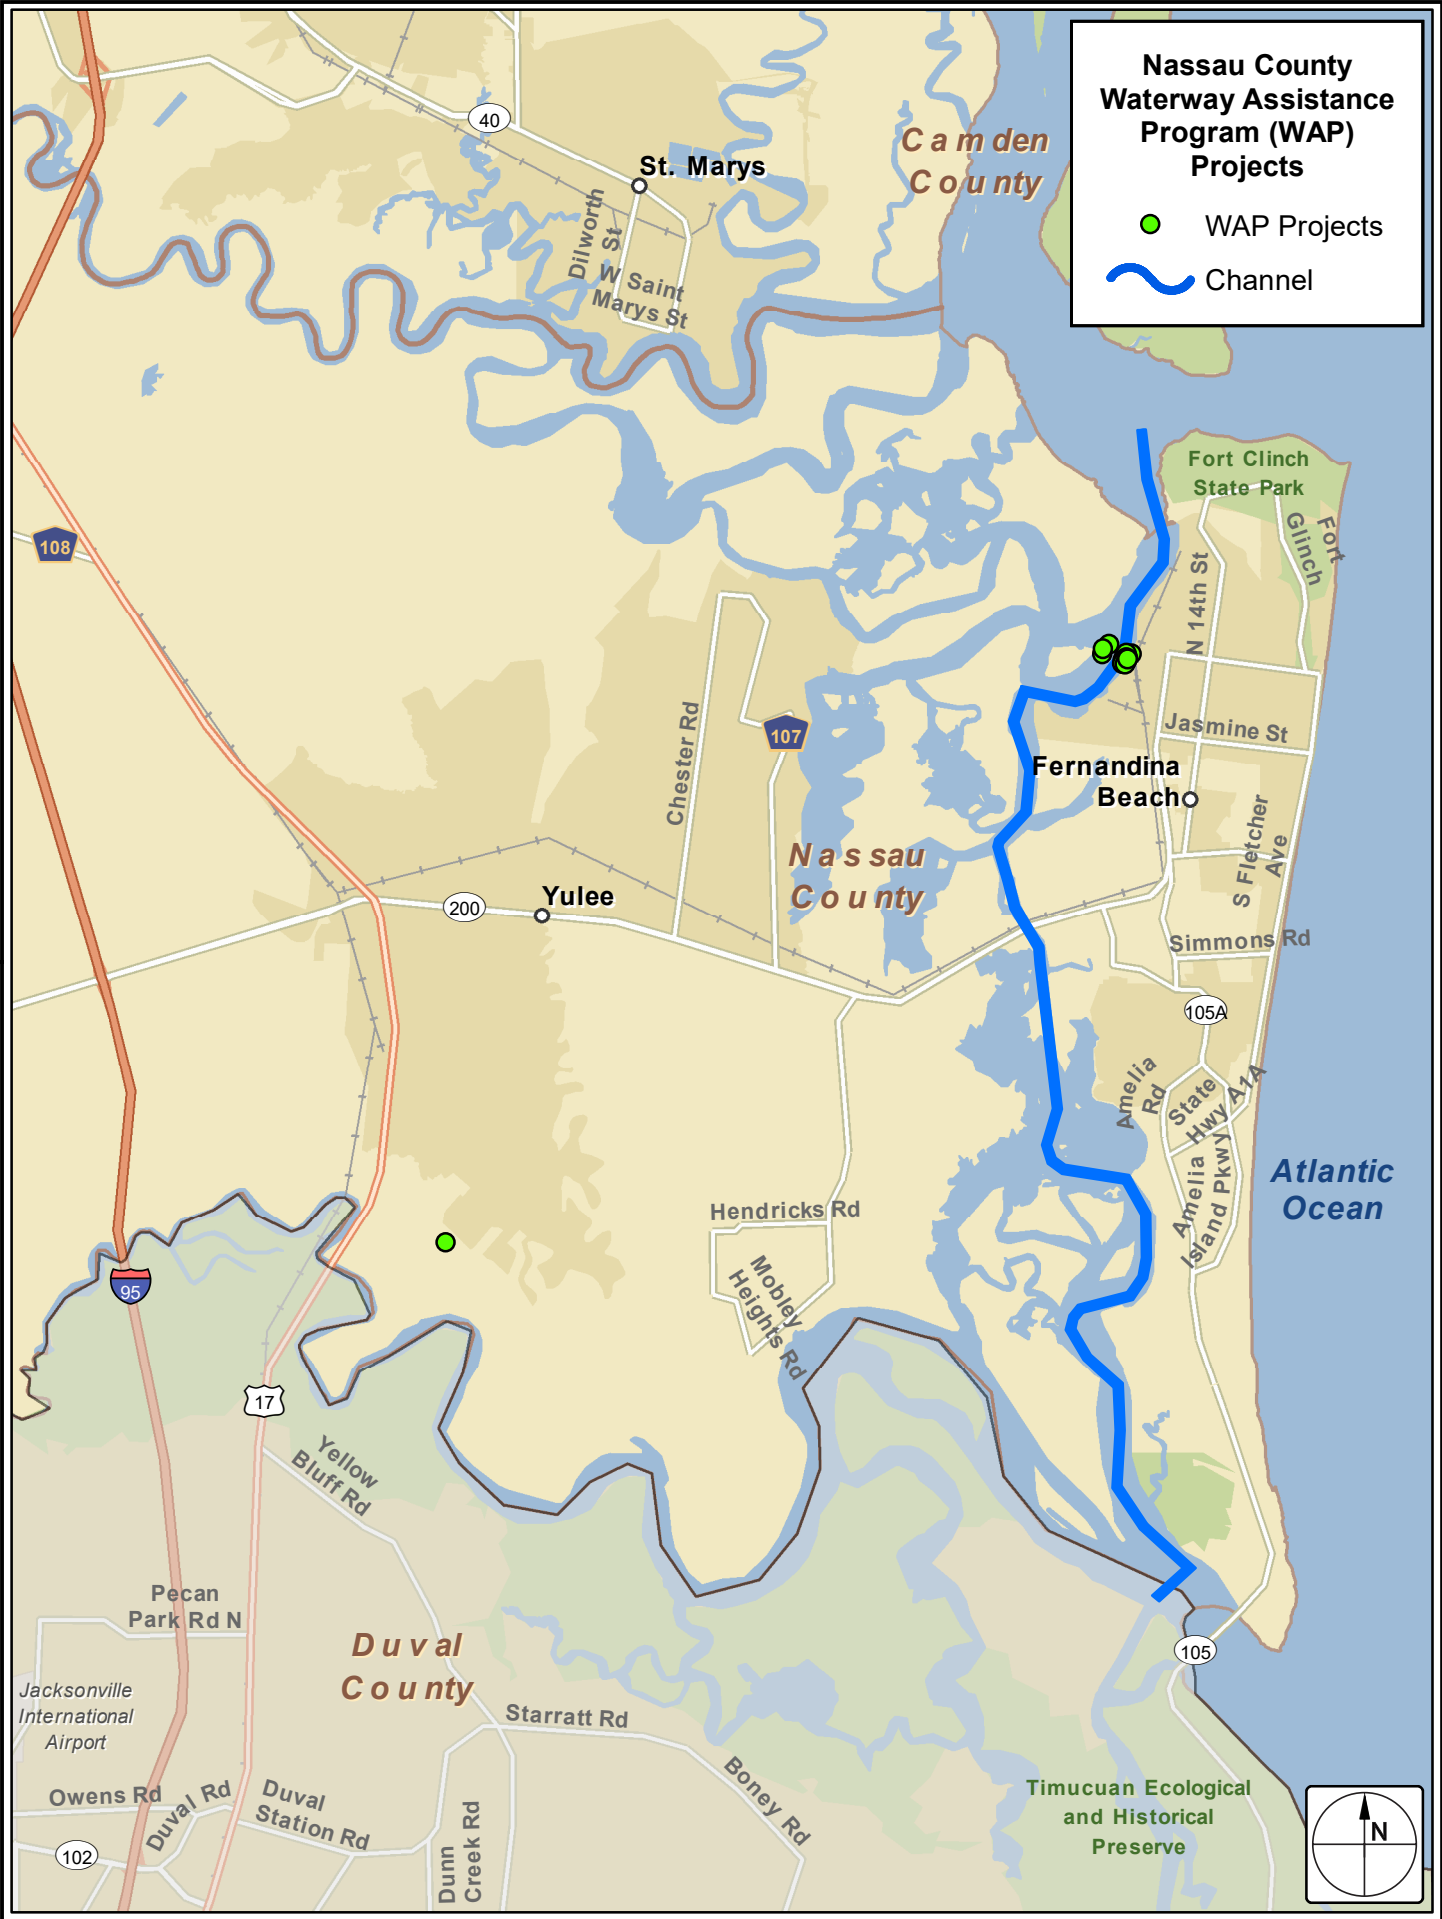 Nassau County
Waterway Assistance
Program (WAP)
Projects
WAP Projects
Channel
Camden
County
40
St. Marys
Dilworth
St
W Saint
Marys St
Fort Clinch
State Park
Fort
Glinch
N 14th St
108
Chester Rd
107
Jasmine St
Fernandina
Beach
S Fletcher
Ave
Nassau
County
200
Yulee
Simmons Rd
105A
Amelia
Rd
State
Hwy A1A
Amelia
Island Pkwy
Atlantic
Ocean
Hendricks Rd
Mobley
Heights Rd
95
17
Yellow
Bluff Rd
Pecan
Park Rd N
Duval
County
105
Jacksonville
International
Airport
Starratt Rd
Boney Rd
Owens Rd
Duval Rd
Duval
Station Rd
Dunn
Creek Rd
102
Timucuan Ecological
and Historical
Preserve
N